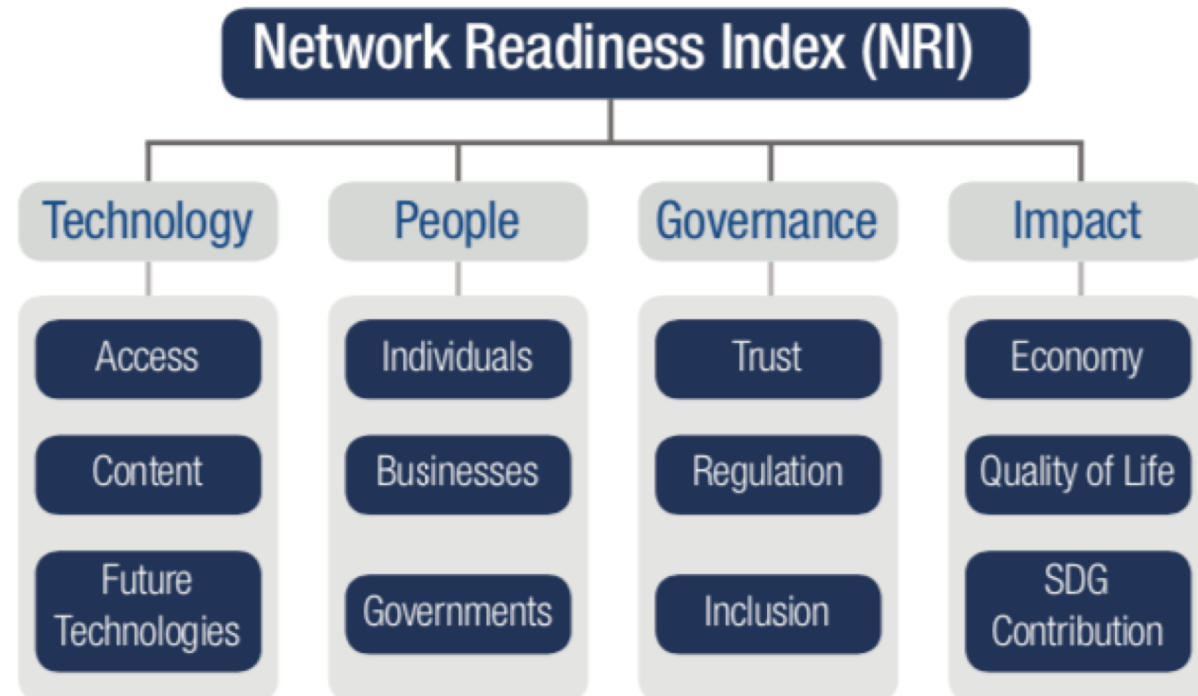 Network Readiness Index (NRI)
Technology
People
Governance
Impact
Access
Content
Future
Technologies
Individuals
Businesses
Governments
Trust
Regulation
Inclusion
Economy
Quality of Life
SDG
Contribution